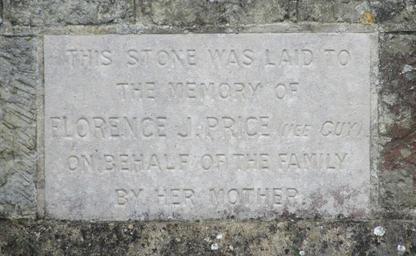 THIS STONE WAS LAID TO
THE MEMORY OF
FLORENCE J. PRICE (NEE GUY)
ON BEHALF OF THE FAMILY
BY HER MOTHER.